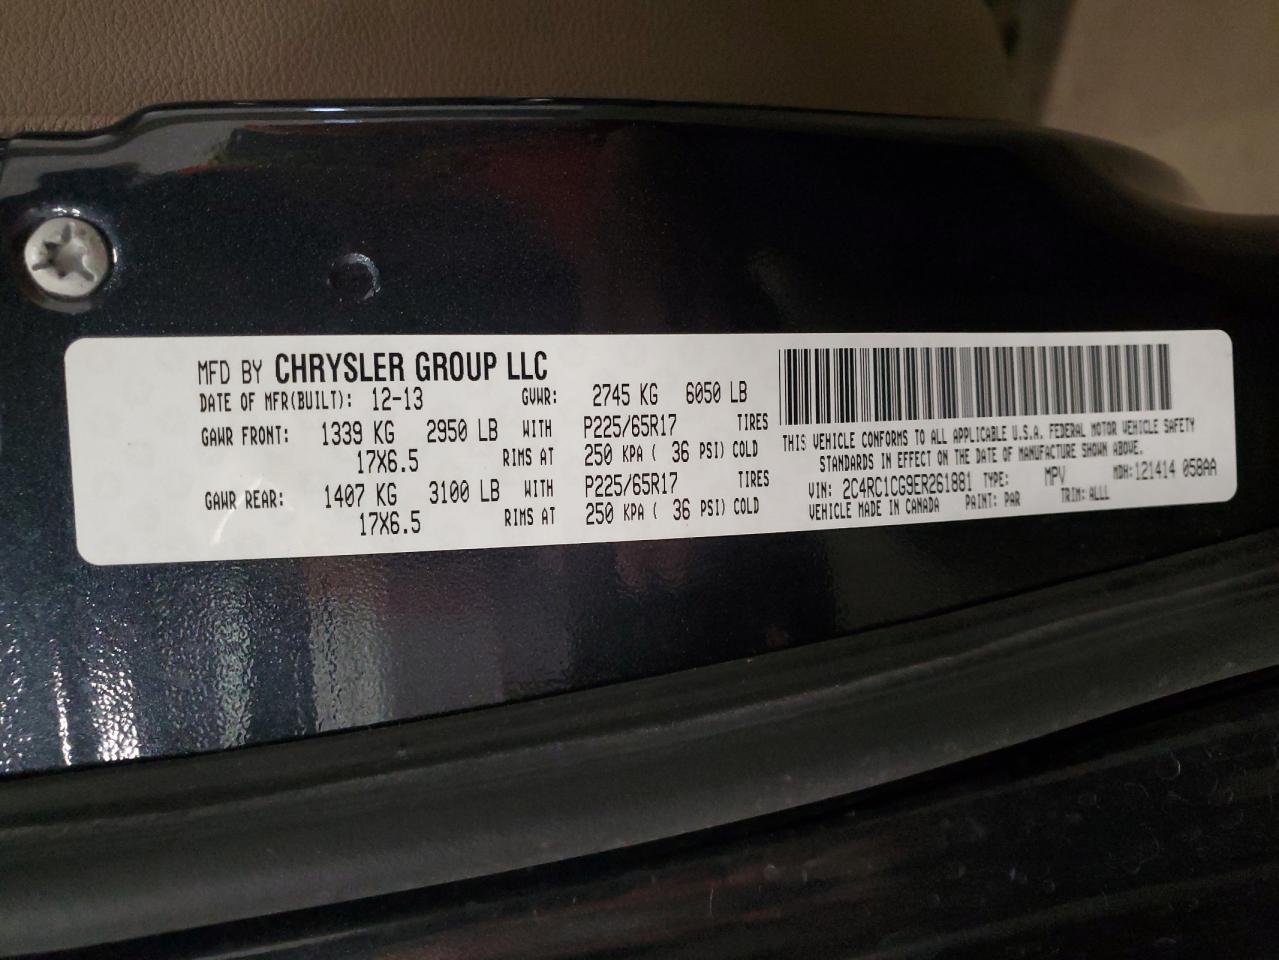 MFD BY CHRYSLER GROUP LLC
DATE OF MFR(BUILT): 12-13 GVWR: 2745 KG 6050 LB
GAWR FRONT: 1339 KG 2950 LB WITH P225/65R17 TIRES
17X6.5 RIMS AT 250 KPA ( 36 PSI) COLD
GAWR REAR: 1407 KG 3100 LB WITH P225/65R17 TIRES
17X6.5 RIMS AT 250 KPA ( 36 PSI) COLD
THIS VEHICLE CONFORMS TO ALL APPLICABLE U.S.A. FEDERAL MOTOR VEHICLE SAFETY
STANDARDS IN EFFECT ON THE DATE OF MANUFACTURE SHOWN ABOVE.
VIN: 2C4RC1CG9ER261881 TYPE: MPV MDH:121414 058AA
VEHICLE MADE IN CANADA PAINT: PAR TRIM: ALLL